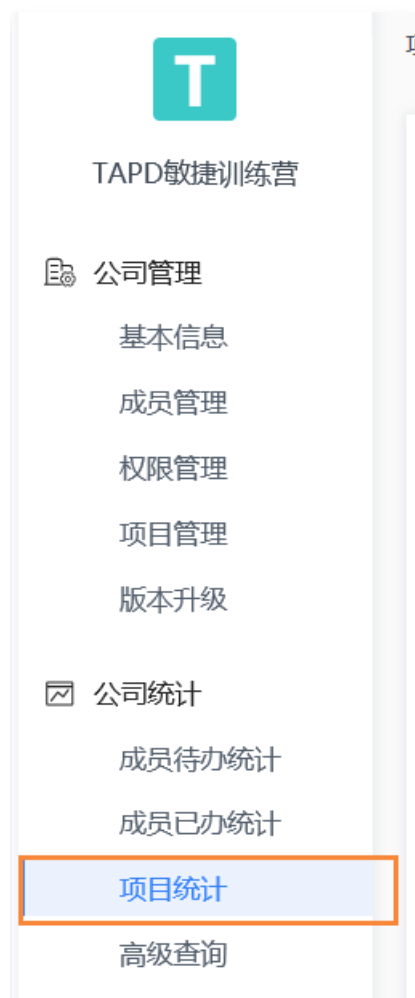 T
TAPD敏捷训练营
公司管理
基本信息
成员管理
权限管理
项目管理
版本升级
公司统计
成员待办统计
成员已办统计
项目统计
高级查询